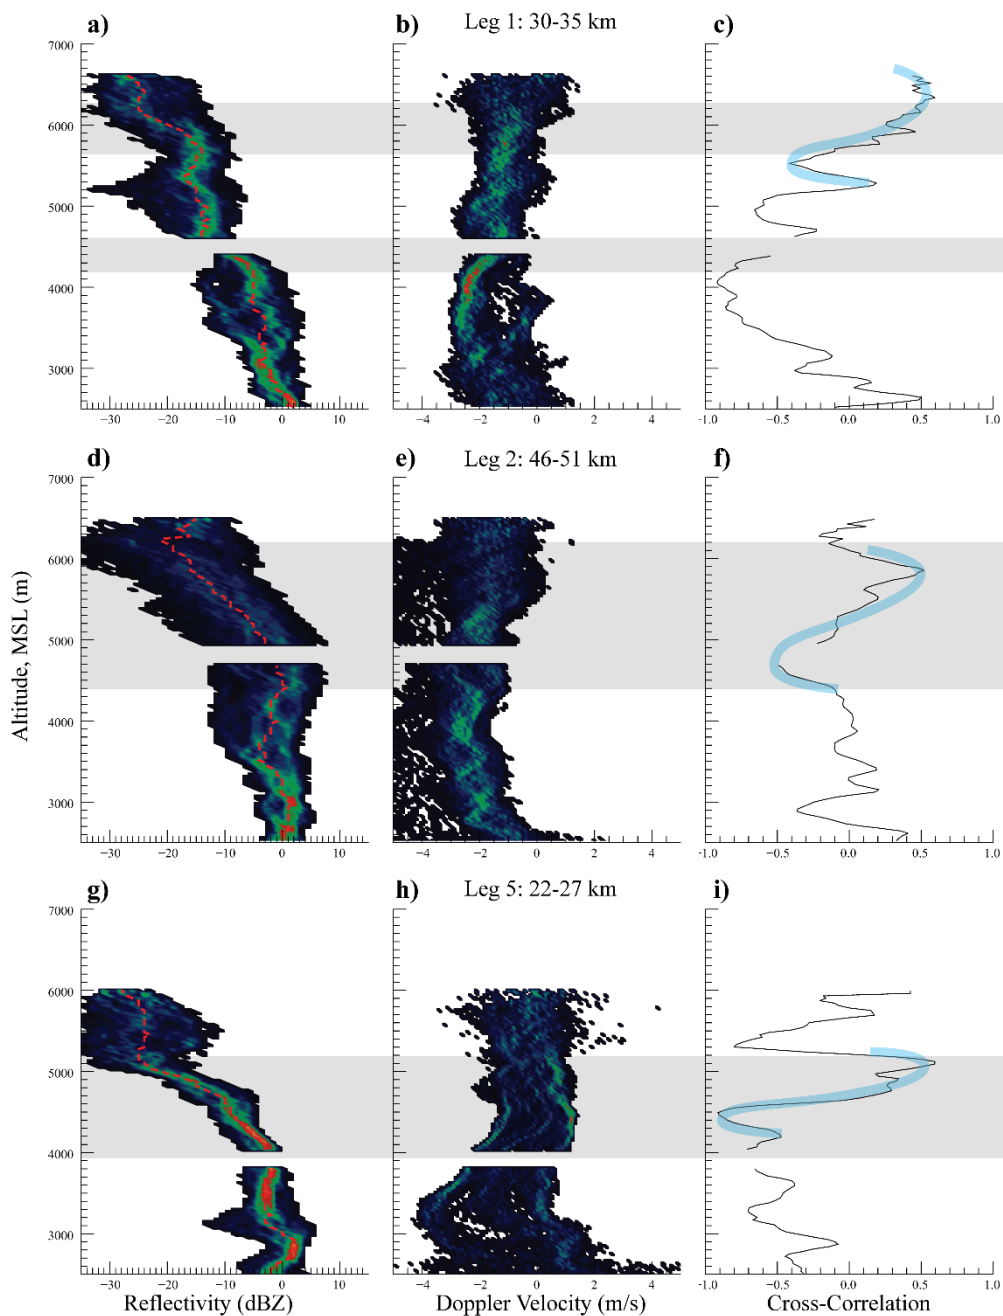 a) b) Leg 1: 30-35 km c)
7000
6000
5000
4000
3000
-30 -20 -10 0 10 -4 -2 0 2 4 -1.0 -0.5 0.0 0.5 1.0
d) e) Leg 2: 46-51 km f)
7000
6000
5000
4000
3000
Altitude, MSL (m)
-30 -20 -10 0 10 -4 -2 0 2 4 -1.0 -0.5 0.0 0.5 1.0
g) h) Leg 5: 22-27 km i)
7000
6000
5000
4000
3000
-30 -20 -10 0 10 -4 -2 0 2 4 -1.0 -0.5 0.0 0.5 1.0
Reflectivity (dBZ) Doppler Velocity (m/s) Cross-Correlation